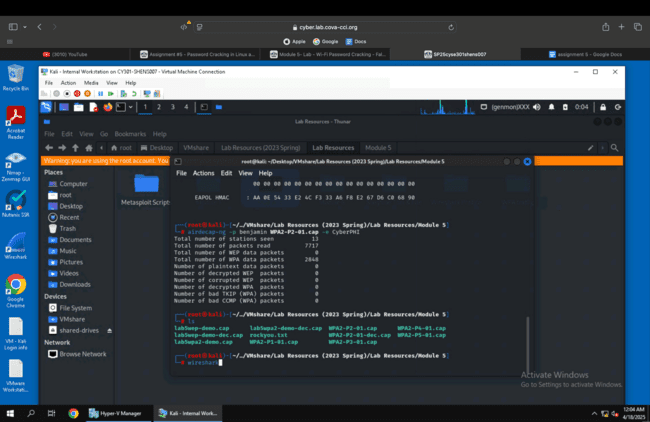 cyber.lab.cova-cci.org
Apple Google Docs
(3010) YouTube
Assignment #5 - Password Cracking in Linux a...
Module 5 - Lab - Wi-Fi Password Cracking - Fal...
SP25cyse301shens007
assignment 5 - Google Docs
Kali - Internal Workstation on CY301-SHENS007 - Virtual Machine Connection
File Action Media View Help
1 2 3 4
(genmon)XXX
0:04
Lab Resources - Thunar
File Edit View Go Bookmarks Help
root Desktop VMshare Lab Resources (2023 Spring) Lab Resources Module 5
Warning: you are using the root account. You
Recycle Bin
Acrobat Reader
Nmap - Zenmap GUI
Nutanix SSR
Wireshark
Google Chrome
VM - Kali Login info
VMware Workstati...
Places
Computer
root
Desktop
Recent
Trash
Documents
Music
Pictures
Videos
Downloads
Devices
File System
VMshare
shared-drives
Network
Browse Network
Metasploit Scripts
root@kali: ~/Desktop/VMshare/Lab Resources (2023 Spring)/Lab Resources/Module 5
File Actions Edit View Help
00 00 00 00 00 00 00 00 00 00 00 00 00 00 00 00
EAPOL HMAC : AA DE 54 33 E2 4C F3 33 A6 FB E2 67 D6 C0 68 90
(root@kali)-[~/…/VMshare/Lab Resources (2023 Spring)/Lab Resources/Module 5]
# airdecap-ng -p benjamin WPA2-P2-01.cap -e CyberPHI
Total number of stations seen 13
Total number of packets read 7717
Total number of WEP data packets 0
Total number of WPA data packets 2048
Number of plaintext data packets 0
Number of decrypted WEP packets 0
Number of corrupted WEP packets 0
Number of decrypted WPA packets 0
Number of bad TKIP (WPA) packets 0
Number of bad CCMP (WPA) packets 0
(root@kali)-[~/…/VMshare/Lab Resources (2023 Spring)/Lab Resources/Module 5]
# ls
lab5wep-demo.cap lab5wpa2-demo-dec.cap WPA2-P2-01.cap WPA2-P4-01.cap
lab5wep-demo-dec.cap rockyou.txt WPA2-P2-01-dec.cap WPA2-P5-01.cap
lab5wpa2-demo.cap WPA2-P1-01.cap WPA2-P3-01.cap
(root@kali)-[~/…/VMshare/Lab Resources (2023 Spring)/Lab Resources/Module 5]
# wireshark
Activate Windows
Go to Settings to activate Windows.
Hyper-V Manager
Kali - Internal Work...
12:04 AM
4/18/2025